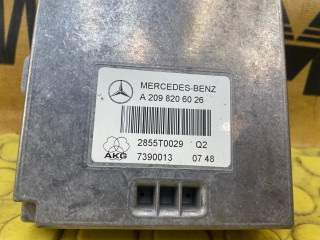 MERCEDES-BENZ
A 209 820 60 26
2855T0029 Q2
AKG 7390013 07 48